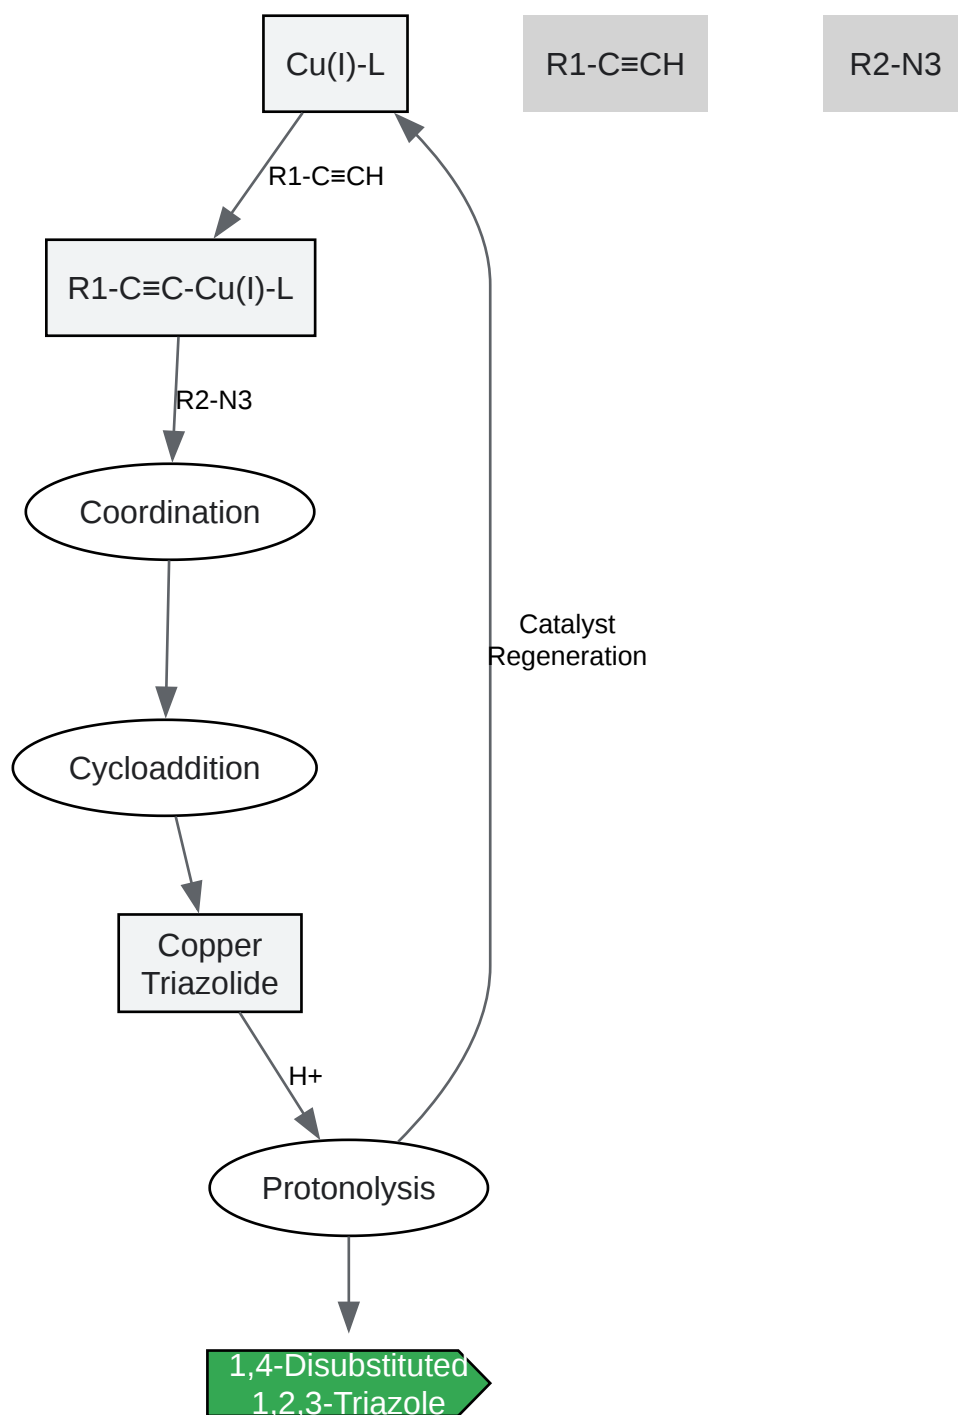 Cu(I)-L
R1-C≡CH
R2-N3
R1-C≡CH
R1-C≡C-Cu(I)-L
R2-N3
Coordination
Catalyst
Regeneration
Cycloaddition
Copper
Triazolide
H+
Protonolysis
1,4-Disubstituted
1,2,3-Triazole